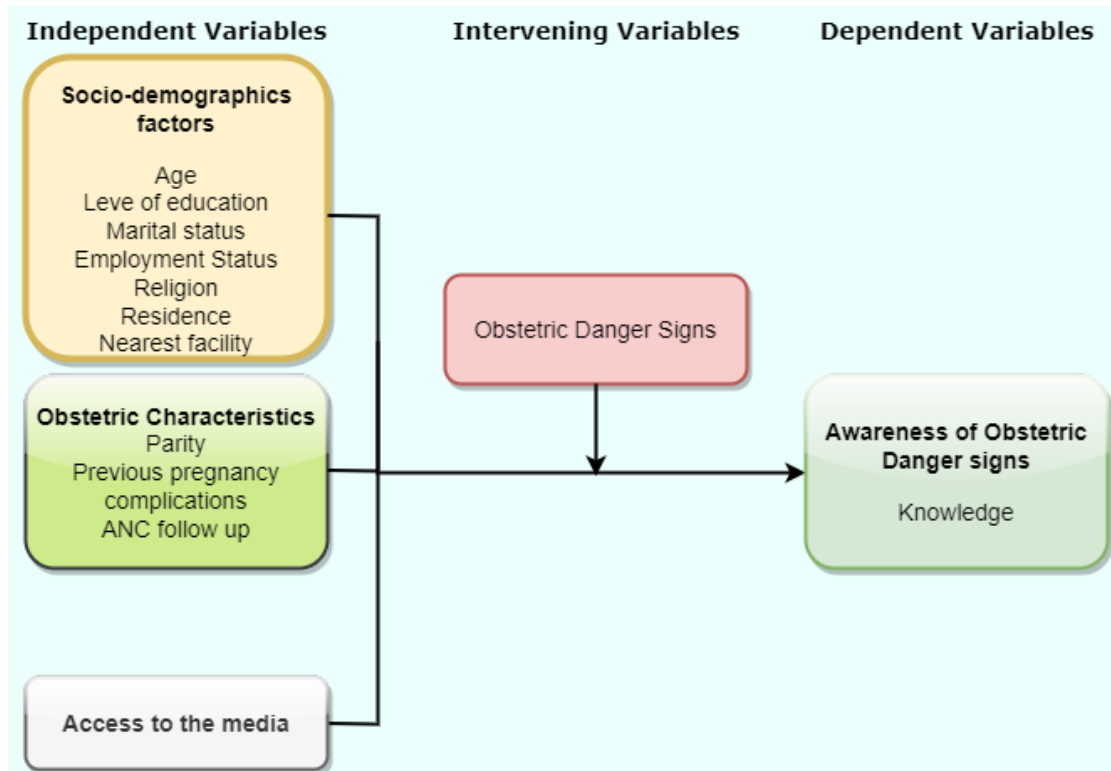 Independent Variables
Intervening Variables
Dependent Variables
Socio-demographics
factors
Age
Leve of education
Marital status
Employment Status
Religion
Residence
Nearest facility
Obstetric Characteristics
Parity
Previous pregnancy
complications
ANC follow up
Access to the media
Obstetric Danger Signs
Awareness of Obstetric
Danger signs
Knowledge